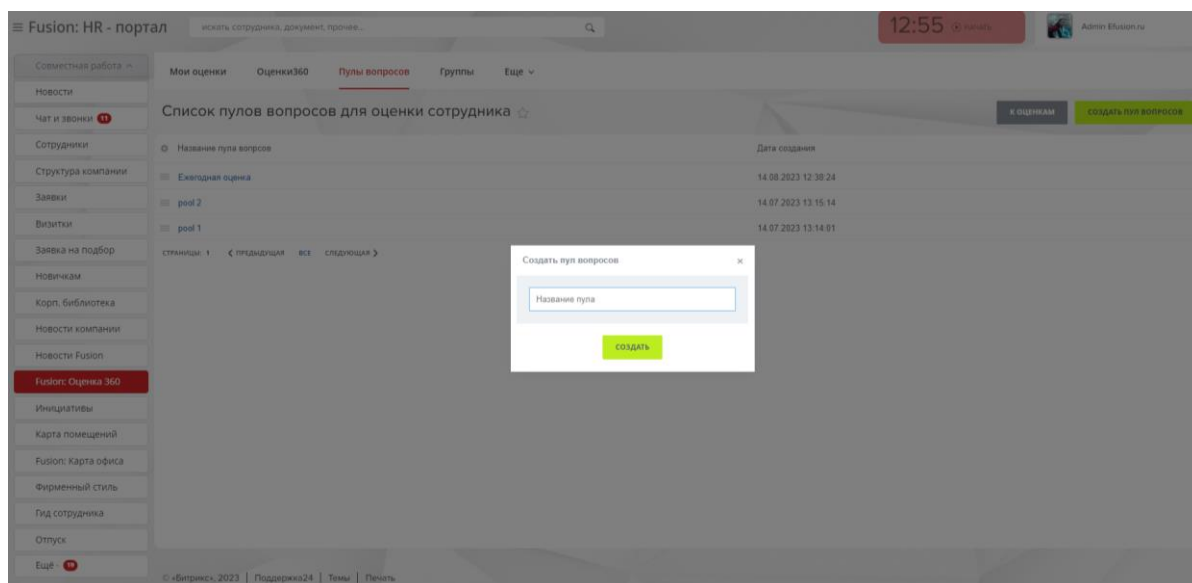 Fusion: HR - портал
искать сотрудника, документ, прочее...
12:55 начать
Admin Efusion.ru
Совместная работа
Новости
Чат и звонки 11
Сотрудники
Структура компании
Заявки
Визитки
Заявка на подбор
Новичкам
Корп. библиотека
Новости компании
Новости Fusion
Fusion: Оценка 360
Инициативы
Карта помещений
Fusion: Карта офиса
Фирменный стиль
Гид сотрудника
Отпуск
Ещё -
Мои оценки Оценки360 Пулы вопросов Группы Еще
Список пулов вопросов для оценки сотрудника
К ОЦЕНКАМ СОЗДАТЬ ПУЛ ВОПРОСОВ
Название пула вопрсов Дата создания
Ежегодная оценка 14.08.2023 12:38:24
pool 2 14.07.2023 13:15:14
pool 1 14.07.2023 13:14:01
СТРАНИЦЫ: 1 ПРЕДЫДУЩАЯ ВСЕ СЛЕДУЮЩАЯ
Создать пул вопросов
Название пула
СОЗДАТЬ
© «Битрикс», 2023 | Поддержка24 | Темы | Печать